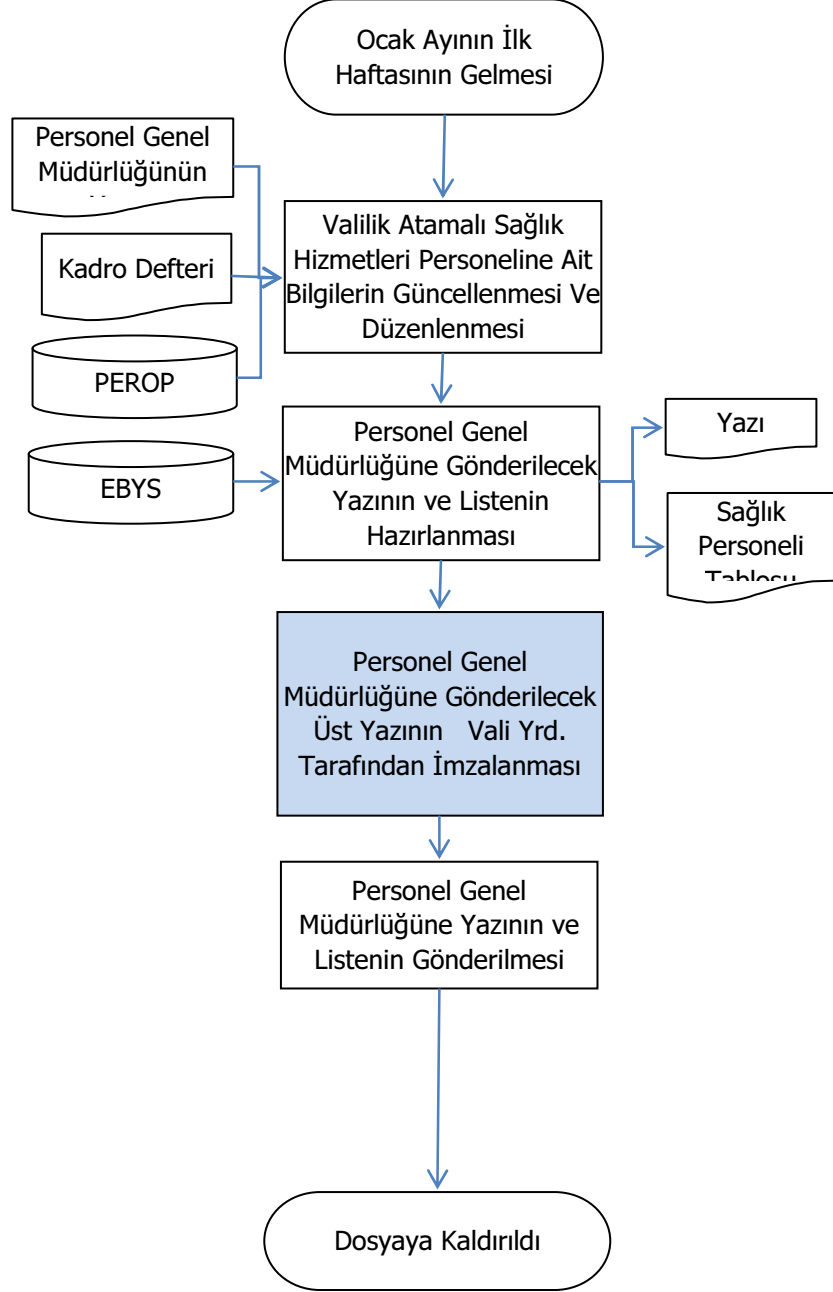 Ocak Ayının İlk
Haftasının Gelmesi
Personel Genel
Müdürlüğünün
Kadro Defteri
PEROP
Valilik Atamalı Sağlık
Hizmetleri Personeline Ait
Bilgilerin Güncellenmesi Ve
Düzenlenmesi
EBYS
Personel Genel
Müdürlüğüne Gönderilecek
Yazının ve Listenin
Hazırlanması
Yazı
Sağlık
Personeli
Tablosu
Personel Genel
Müdürlüğüne Gönderilecek
Üst Yazının Vali Yrd.
Tarafından İmzalanması
Personel Genel
Müdürlüğüne Yazının ve
Listenin Gönderilmesi
Dosyaya Kaldırıldı